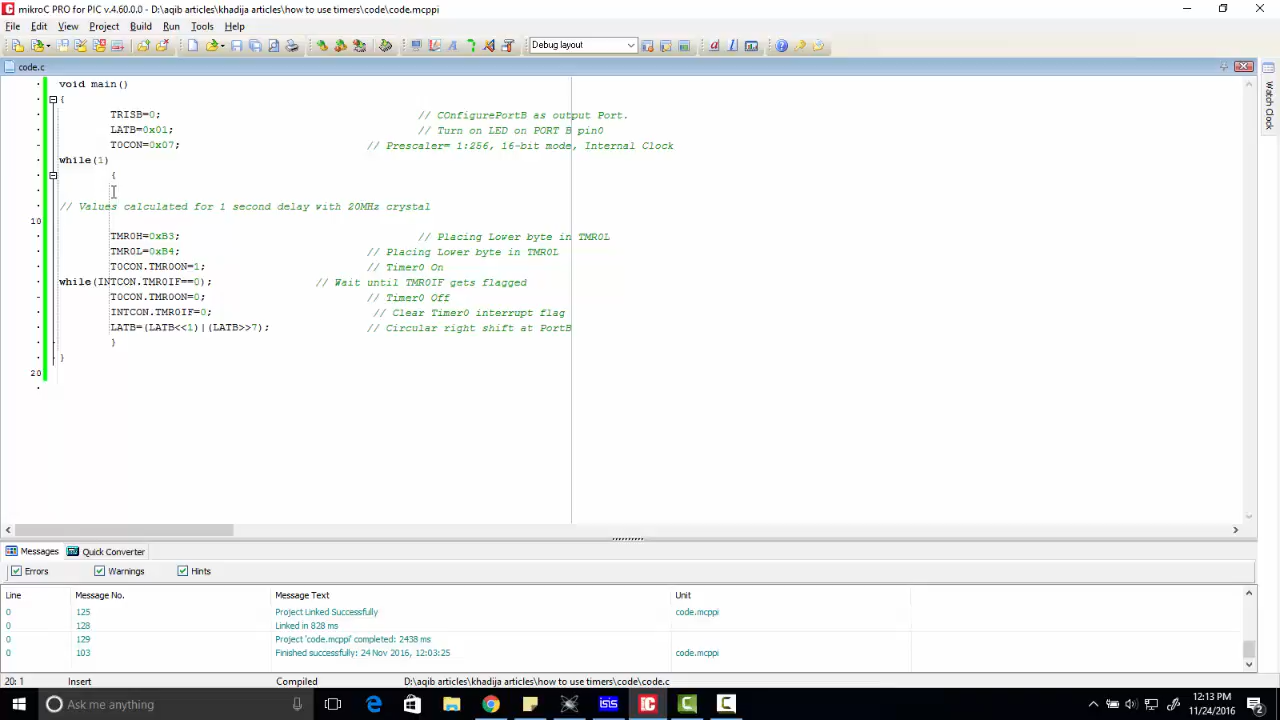 mikroC PRO for PIC v.4.60.0.0 - D:\aqib articles\khadija articles\how to use timers\code\code.mcppi
File Edit View Project Build Run Tools Help
Debug layout
code.c
void main()
{
TRISB=0; // COnfigurePortB as output Port.
LATB=0x01; // Turn on LED on PORT B pin0
T0CON=0x07; // Prescaler= 1:256, 16-bit mode, Internal Clock
while(1)
{
// Values calculated for 1 second delay with 20MHz crystal
10
TMR0H=0xB3; // Placing Lower byte in TMR0L
TMR0L=0xB4; // Placing Lower byte in TMR0L
T0CON.TMR0ON=1; // Timer0 On
while(INTCON.TMR0IF==0); // Wait until TMR0IF gets flagged
T0CON.TMR0ON=0; // Timer0 Off
INTCON.TMR0IF=0; // Clear Timer0 interrupt flag
LATB=(LATB<<1)|(LATB>>7); // Circular right shift at PortB
}
}
20
Watch Clock
Messages Quick Converter
Errors Warnings Hints
Line Message No. Message Text Unit
0 125 Project Linked Successfully code.mcppi
0 128 Linked in 828 ms
0 129 Project 'code.mcppi' completed: 2438 ms
0 103 Finished successfully: 24 Nov 2016, 12:03:25 code.mcppi
20: 1 Insert Compiled D:\aqib articles\khadija articles\how to use timers\code\code.c
Ask me anything
ISIS
12:13 PM
11/24/2016
2